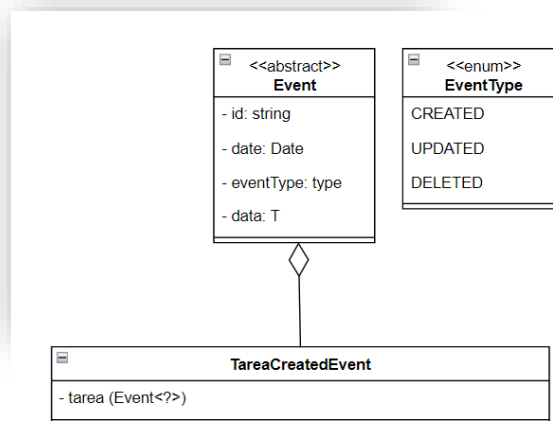 <<abstract>>
Event
- id: string
- date: Date
- eventType: type
- data: T
<<enum>>
EventType
CREATED
UPDATED
DELETED
TareaCreatedEvent
- tarea (Event<?>)